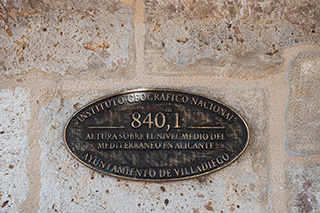 INSTITUTO GEOGRÁFICO NACIONAL
840,1 m
ALTURA SOBRE EL NIVEL MEDIO DEL
MEDITERRÁNEO EN ALICANTE
AYUNTAMIENTO DE VILLADIEGO